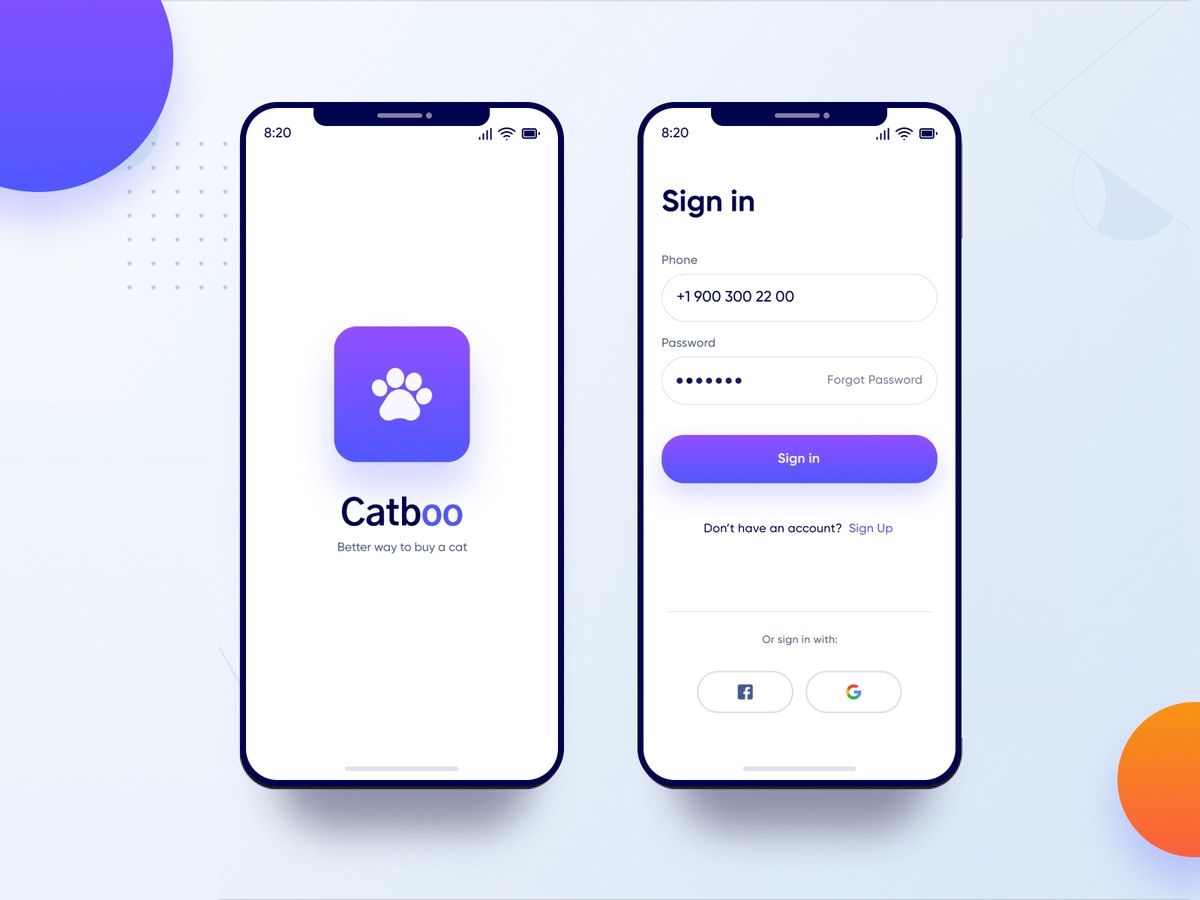 8:20
Catboo
Better way to buy a cat
8:20
Sign in
Phone
+1 900 300 22 00
Password
●●●●●●● Forgot Password
Sign in
Don’t have an account? Sign Up
Or sign in with: